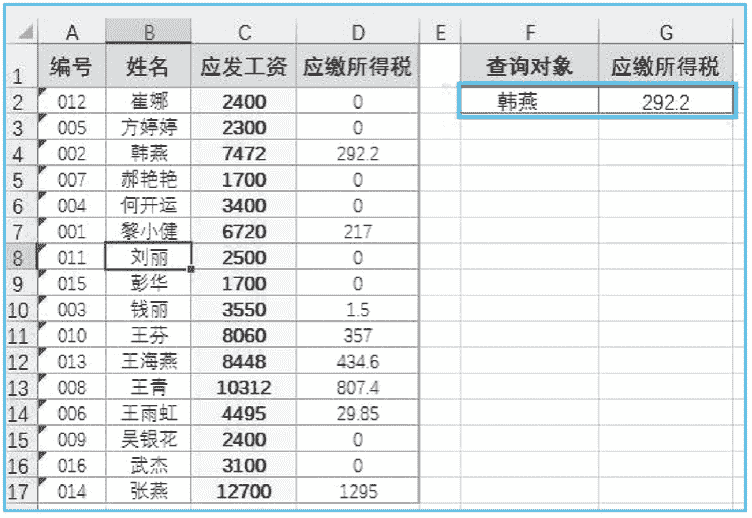 A B C D E F G
1 编号 姓名 应发工资 应缴所得税 查询对象 应缴所得税
2 012 崔娜 2400 0 韩燕 292.2
3 005 方婷婷 2300 0
4 002 韩燕 7472 292.2
5 007 郝艳艳 1700 0
6 004 何开运 3400 0
7 001 黎小健 6720 217
8 011 刘丽 2500 0
9 015 彭华 1700 0
10 003 钱丽 3550 1.5
11 010 王芬 8060 357
12 013 王海燕 8448 434.6
13 008 王青 10312 807.4
14 006 王雨虹 4495 29.85
15 009 吴银花 2400 0
16 016 武杰 3100 0
17 014 张燕 12700 1295